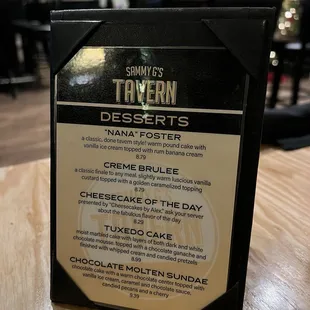 SAMMY G'S
TAVERN
DESSERTS
"NANA" FOSTER
a classic, done tavern style! warm pound cake with
vanilla ice cream topped with rum banana cream
8.79
CREME BRULEE
a classic finale to any meal. slightly warm luscious vanilla
custard topped with a golden caramelized topping
8.79
CHEESECAKE OF THE DAY
presented by "Cheesecakes by Alex," ask your server
about the fabulous flavor of the day
TUXEDO CAKE
moist marbled cake with layers of both dark and white
chocolate mousse, topped with a chocolate ganache and
finished with whipped cream and candied pretzels
8.99
CHOCOLATE MOLTEN SUNDAE
chocolate cake with a warm chocolate center topped with
vanilla ice cream, caramel and chocolate sauce,
candied pecans and a cherry
8.79